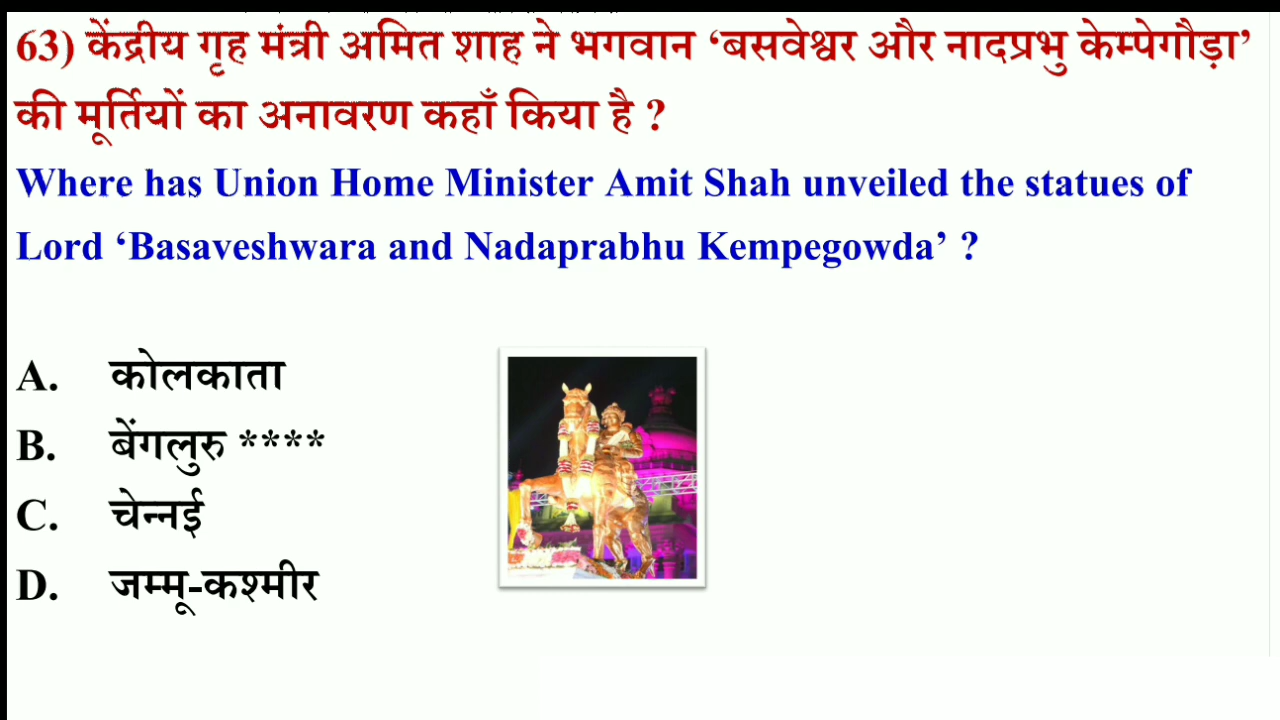 63) केंद्रीय गृह मंत्री अमित शाह ने भगवान ‘बसवेश्वर और नादप्रभु केम्पेगौड़ा’
की मूर्तियों का अनावरण कहाँ किया है ?
Where has Union Home Minister Amit Shah unveiled the statues of
Lord ‘Basaveshwara and Nadaprabhu Kempegowda’ ?
A. कोलकाता
B. बेंगलुरु ****
C. चेन्नई
D. जम्मू-कश्मीर